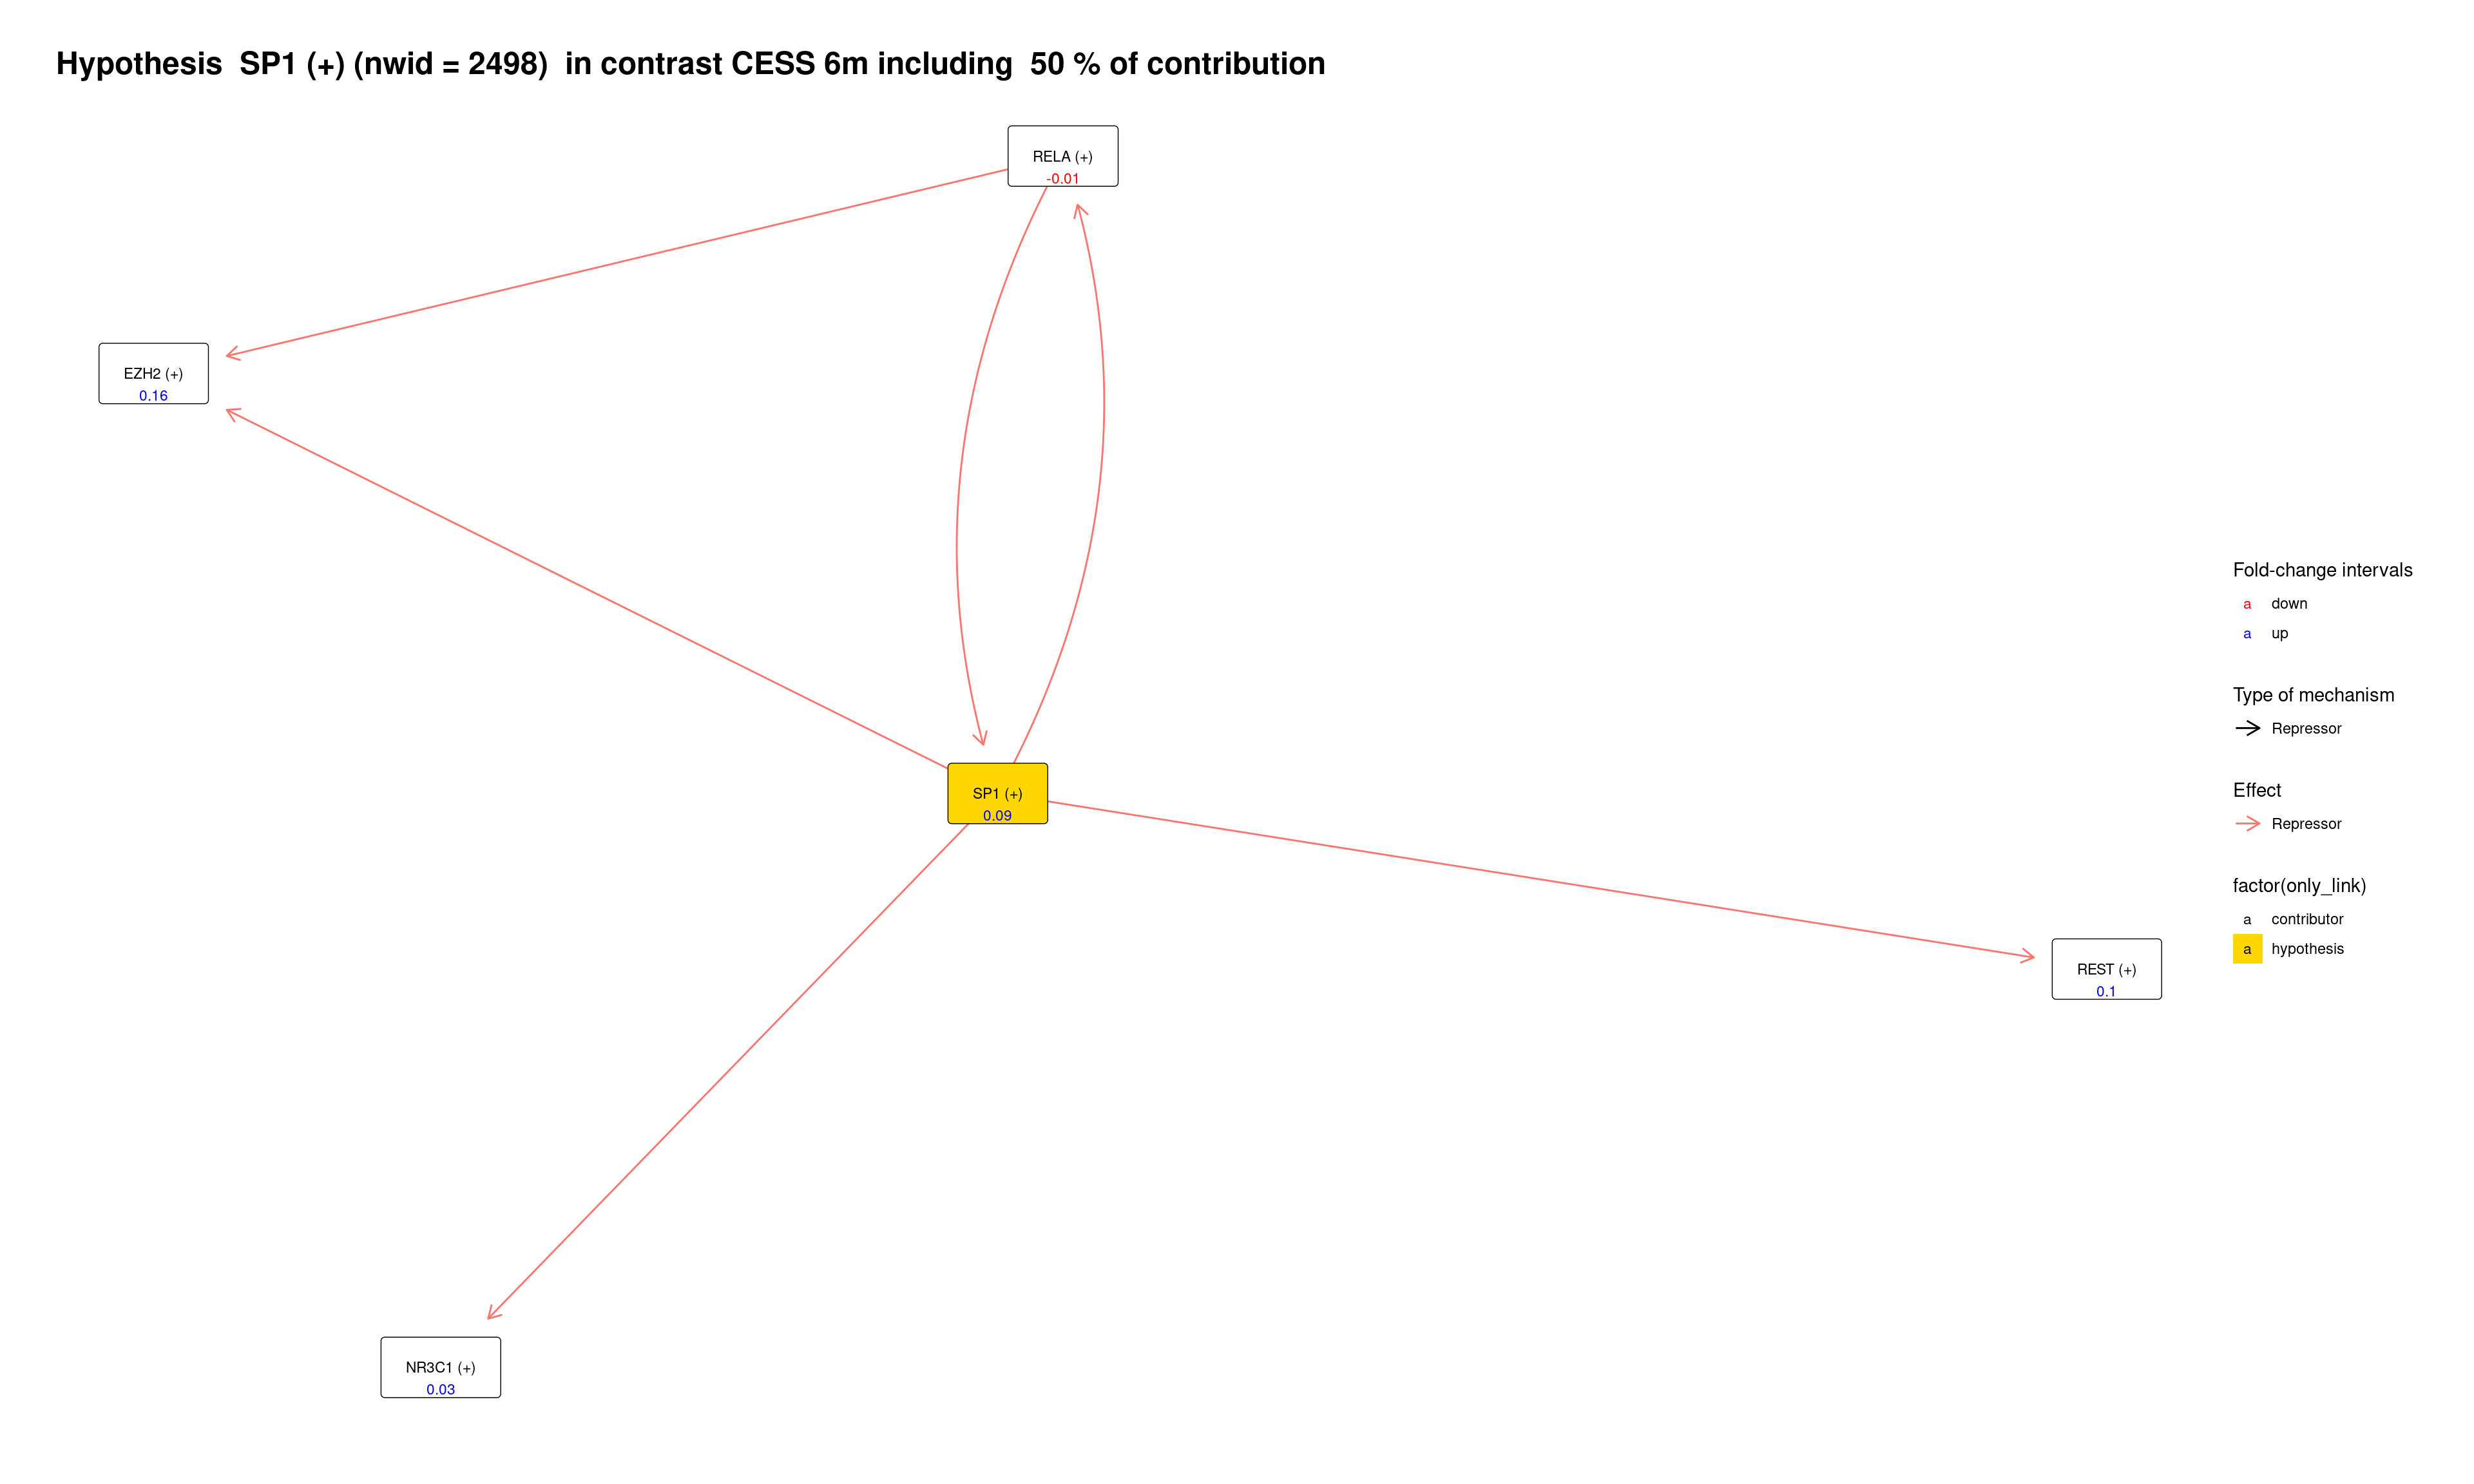 Hypothesis  SP1 (+) (nwid = 2498)  in contrast CESS 6m including  50 % of contribution
RELA (+)
-0.01
EZH2 (+)
0.16
SP1 (+)
0.09
REST (+)
0.1
NR3C1 (+)
0.03
Fold-change intervals
a down
a up
Type of mechanism
Repressor
Effect
Repressor
factor(only_link)
a contributor
a hypothesis